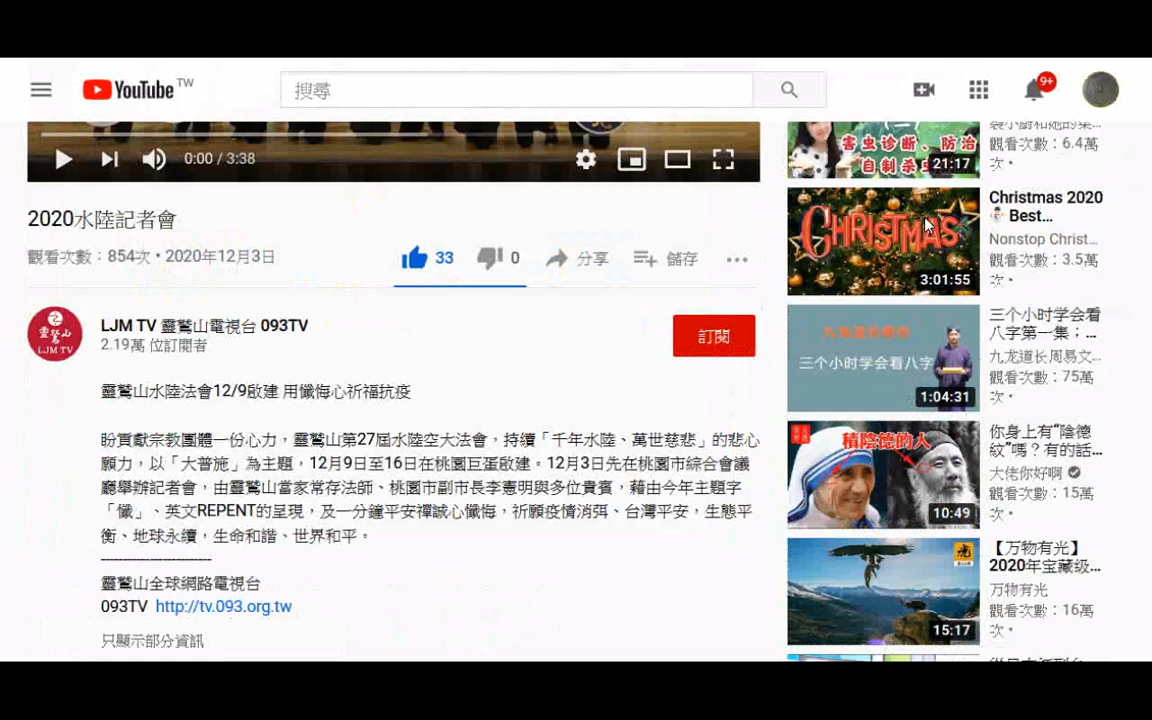 YouTube TW
搜尋
9+
0:00 / 3:38
2020水陸記者會
觀看次數：854次・2020年12月3日
33
0
分享
儲存
靈鷲山
LJM TV
LJM TV 靈鷲山電視台 093TV
2.19萬 位訂閱者
訂閱
靈鷲山水陸法會12/9啟建 用懺悔心祈福抗疫
盼貢獻宗教團體一份心力，靈鷲山第27屆水陸空大法會，持續「千年水陸、萬世慈悲」的悲心
願力，以「大普施」為主題，12月9日至16日在桃園巨蛋啟建。12月3日先在桃園市綜合會議
廳舉辦記者會，由靈鷲山當家常存法師、桃園市副市長李憲明與多位貴賓，藉由今年主題字
「懺」、英文REPENT的呈現，及一分鐘平安禪誠心懺悔，祈願疫情消弭、台灣平安，生態平
衡、地球永續，生命和諧、世界和平。
-----------------------
靈鷲山全球網路電視台
093TV http://tv.093.org.tw
只顯示部分資訊
害虫诊断、防治
自制杀虫
21:17
觀看次數：6.4萬
次・
CHRISTMAS
3:01:55
Christmas 2020
⛄ Best...
Nonstop Christ...
觀看次數：3.5萬
次・
三个小时学会看八字
1:04:31
三个小时学会看
八字第一集；...
九龙道长周易文...
觀看次數：75萬
次・
積陰德的人
10:49
你身上有“陰德
紋”嗎？有的話...
大佬你好啊
觀看次數：15萬
次・
15:17
【万物有光】
2020年宝藏级...
万物有光
觀看次數：16萬
次・